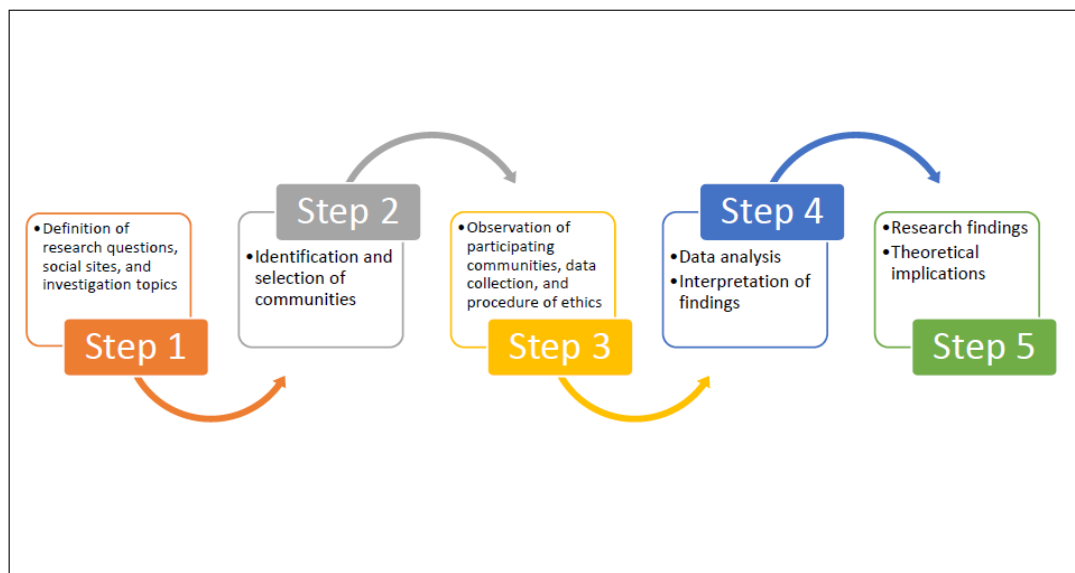 Step 1
•Definition of
research questions,
social sites, and
investigation topics
Step 2
•Identification and
selection of
communities
Step 3
•Observation of
participating
communities, data
collection, and
procedure of ethics
Step 4
•Data analysis
•Interpretation of
findings
Step 5
•Research findings
•Theoretical
implications